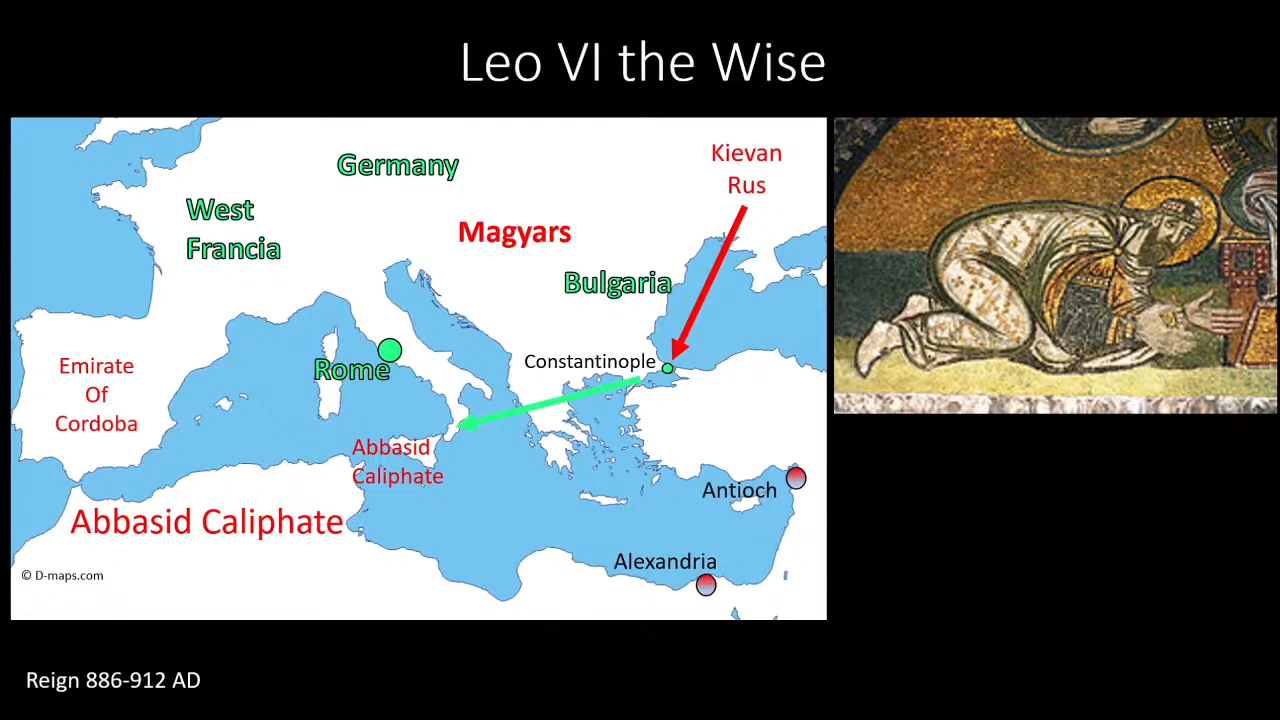 Leo VI the Wise
Germany
Kievan
Rus
West
Francia
Magyars
Bulgaria
Constantinople
Rome
Emirate
Of
Cordoba
Abbasid
Caliphate
Abbasid Caliphate
Antioch
Alexandria
© D-maps.com
Reign 886-912 AD